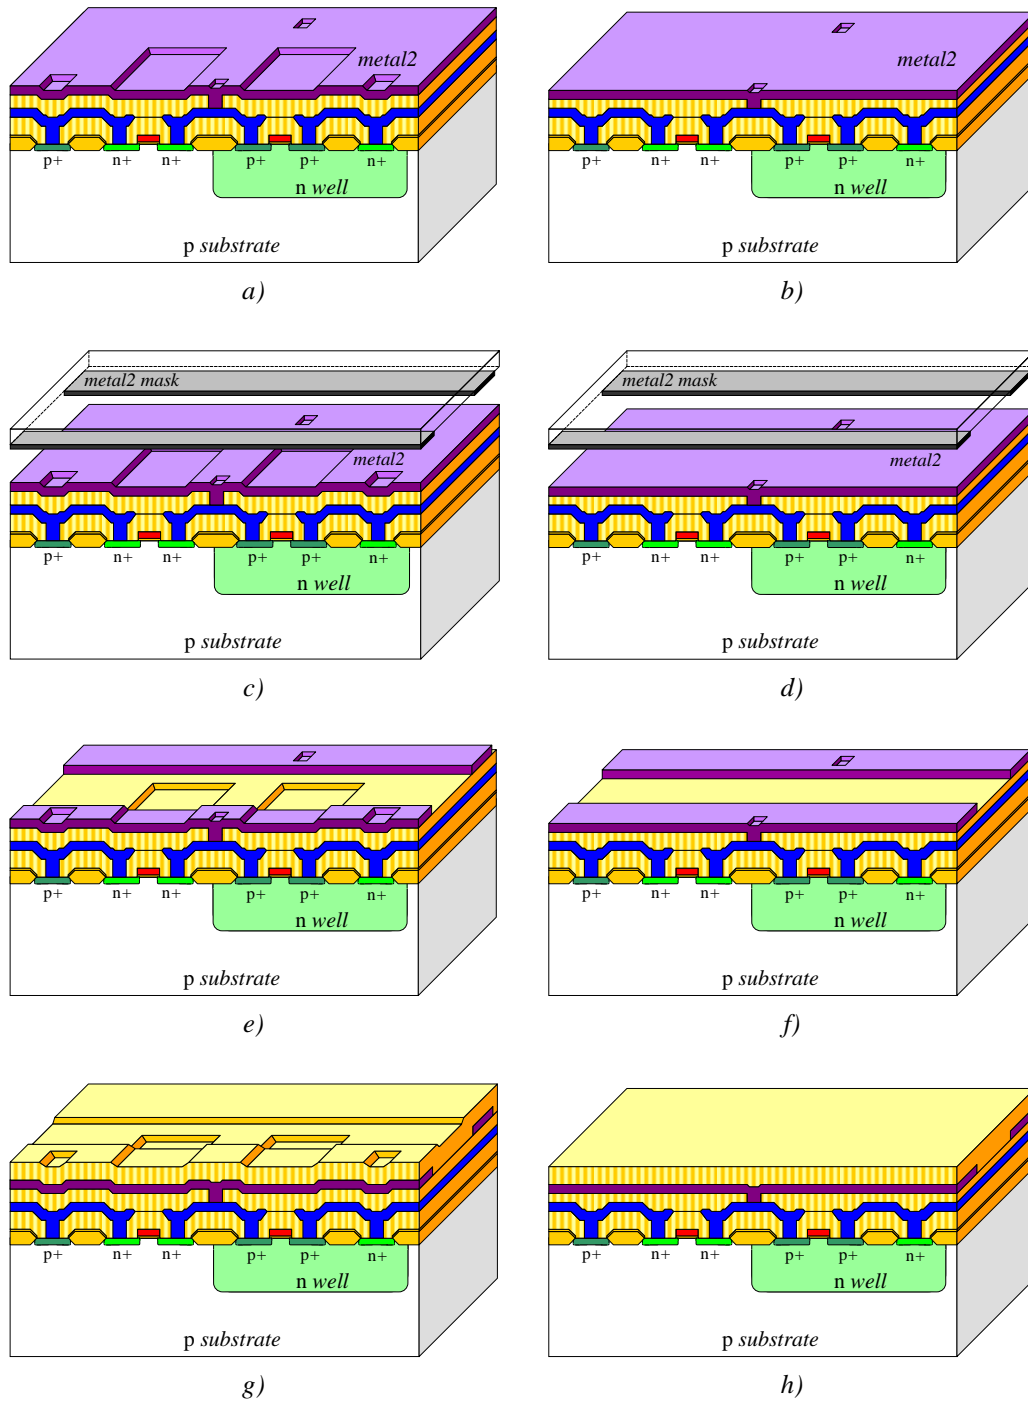 metal2
p+ n+ n+ p+ p+ n+
n well
p substrate
a)
metal2
p+ n+ n+ p+ p+ n+
n well
p substrate
b)
metal2 mask
metal2
p+ n+ n+ p+ p+ n+
n well
p substrate
c)
metal2 mask
metal2
p+ n+ n+ p+ p+ n+
n well
p substrate
d)
p+ n+ n+ p+ p+ n+
n well
p substrate
e)
p+ n+ n+ p+ p+ n+
n well
p substrate
f)
p+ n+ n+ p+ p+ n+
n well
p substrate
g)
p+ n+ n+ p+ p+ n+
n well
p substrate
h)